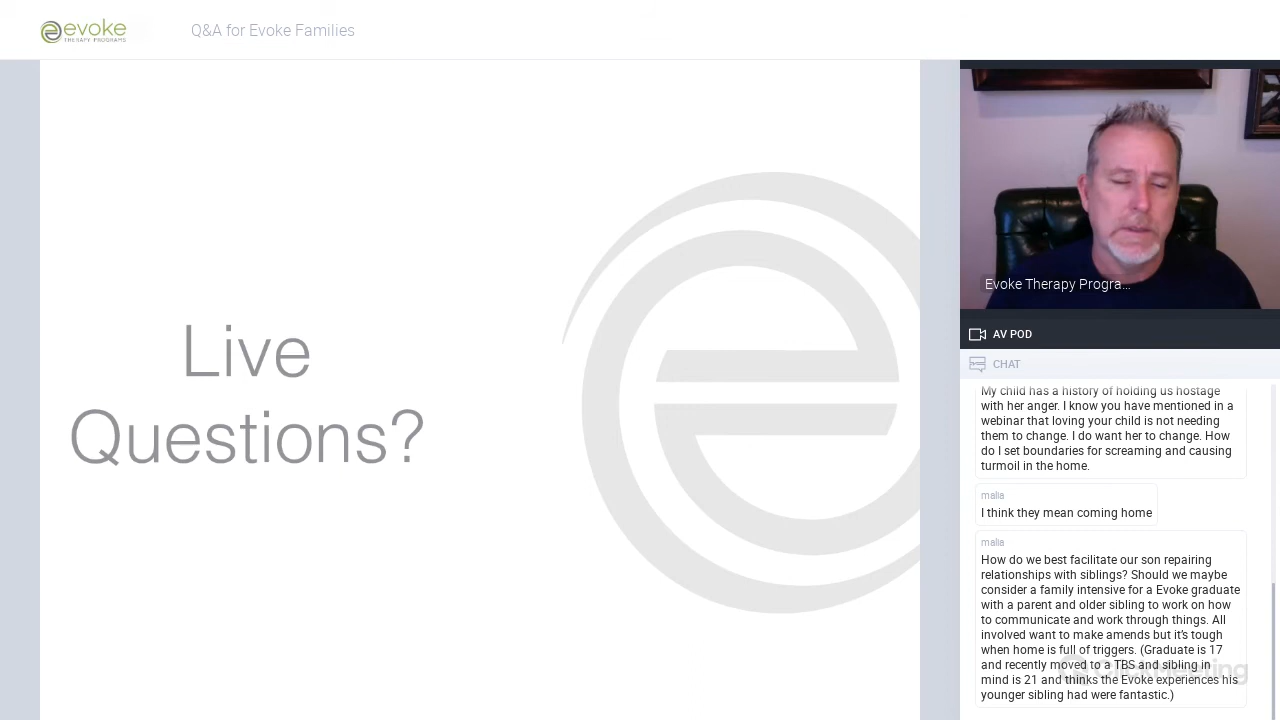 evoke
THERAPY PROGRAMS
Q&A for Evoke Families
Live
Questions?
Evoke Therapy Progra...
AV POD
CHAT
My child has a history of holding us hostage
with her anger. I know you have mentioned in a
webinar that loving your child is not needing
them to change. I do want her to change. How
do I set boundaries for screaming and causing
turmoil in the home.
malia
I think they mean coming home
malia
How do we best facilitate our son repairing
relationships with siblings? Should we maybe
consider a family intensive for a Evoke graduate
with a parent and older sibling to work on how
to communicate and work through things. All
involved want to make amends but it's tough
when home is full of triggers. (Graduate is 17
and recently moved to a TBS and sibling in
mind is 21 and thinks the Evoke experiences his
younger sibling had were fantastic.)